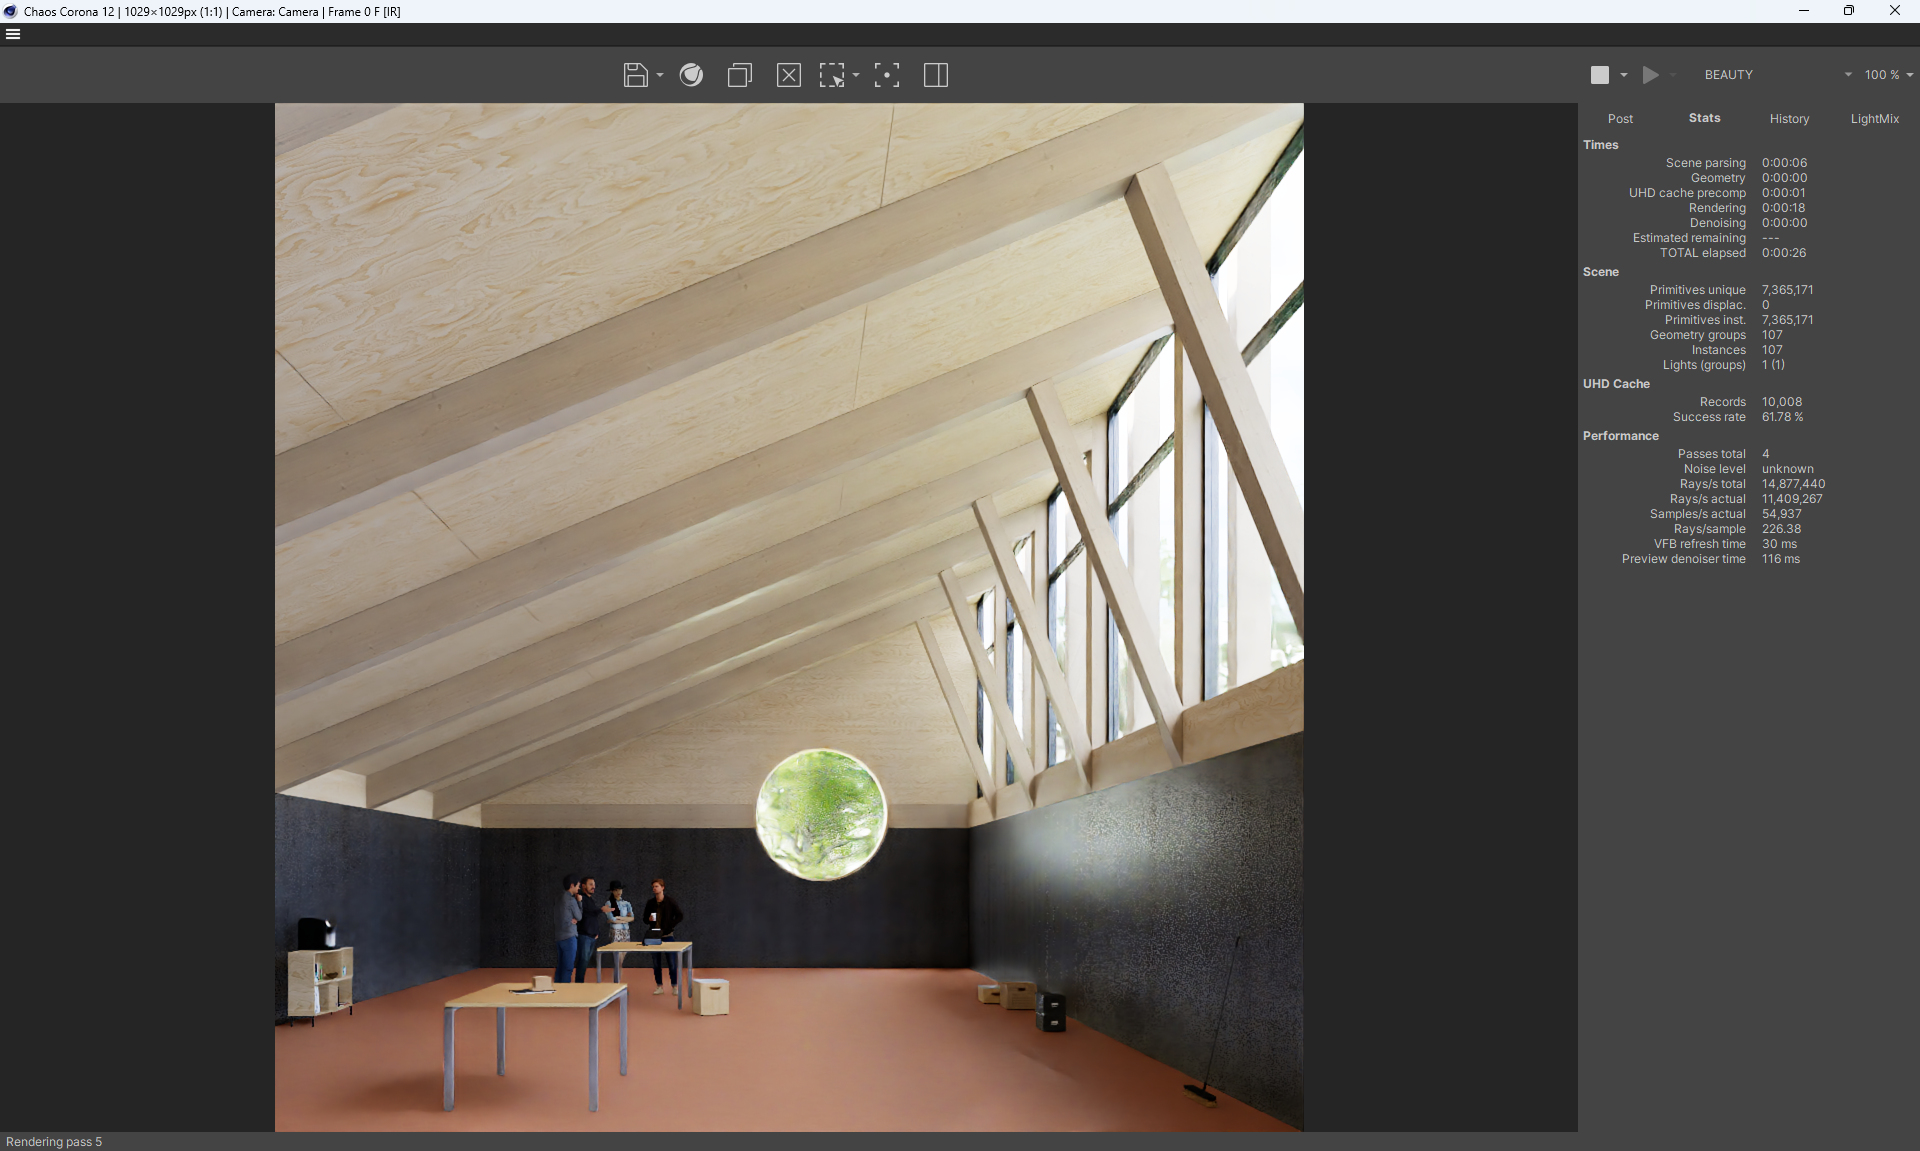 Chaos Corona 12 | 1029×1029px (1:1) | Camera: Camera | Frame 0 F [IR]
BEAUTY 100 %
Post Stats History LightMix
Times
Scene parsing 0:00:06
Geometry 0:00:00
UHD cache precomp 0:00:01
Rendering 0:00:18
Denoising 0:00:00
Estimated remaining ---
TOTAL elapsed 0:00:26
Scene
Primitives unique 7,365,171
Primitives displac. 0
Primitives inst. 7,365,171
Geometry groups 107
Instances 107
Lights (groups) 1 (1)
UHD Cache
Records 10,008
Success rate 61.78 %
Performance
Passes total 4
Noise level unknown
Rays/s total 14,877,440
Rays/s actual 11,409,267
Samples/s actual 54,937
Rays/sample 226.38
VFB refresh time 30 ms
Preview denoiser time 116 ms
Rendering pass 5